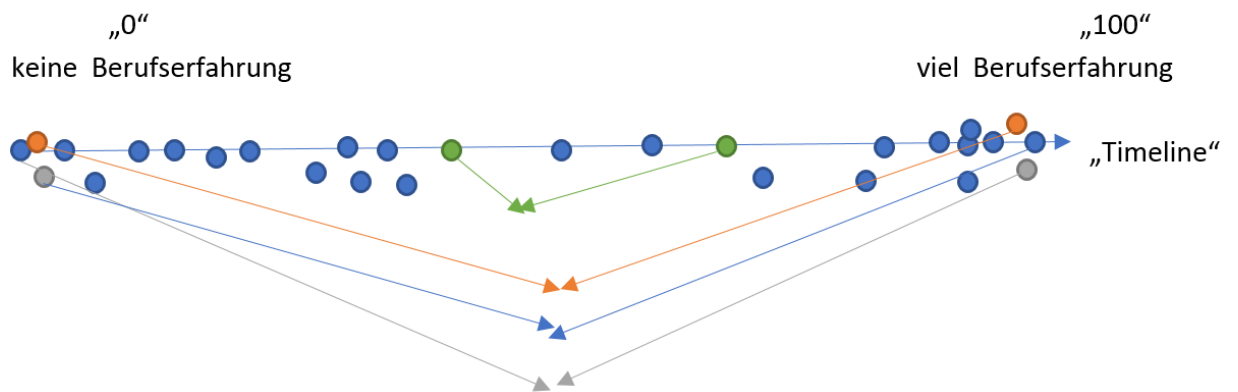 „0“
keine Berufserfahrung
„100“
viel Berufserfahrung
„Timeline“